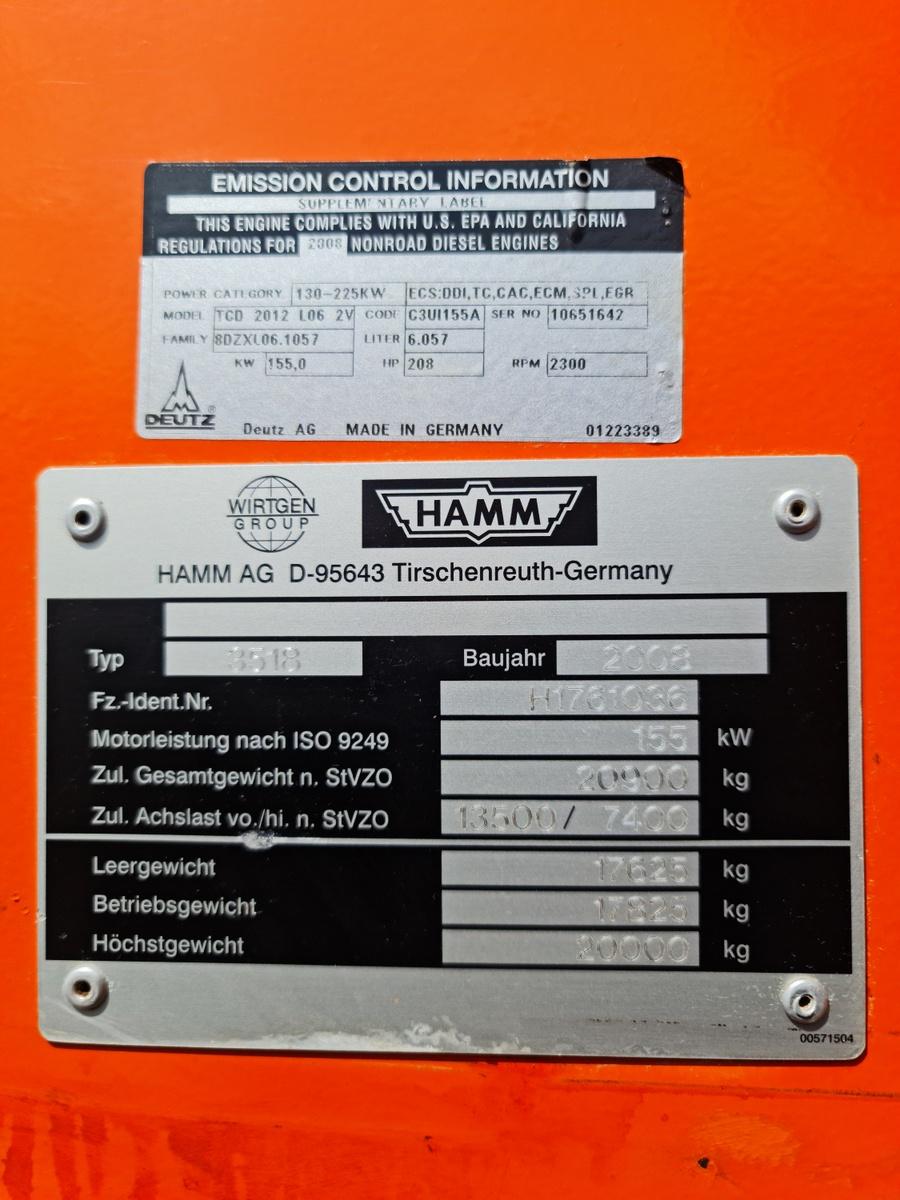 EMISSION CONTROL INFORMATION
SUPPLEMENTARY LABEL
THIS ENGINE COMPLIES WITH U.S. EPA AND CALIFORNIA
REGULATIONS FOR 2008 NONROAD DIESEL ENGINES
POWER CATEGORY 130-225KW ECS:DDI,TC,CAC,ECM,SPL,EGR
MODEL TCD 2012 L06 2V CODE C3UI155A SER NO 10651642
FAMILY 8DZXL06.1057 LITER 6.057
KW 155,0 HP 208 RPM 2300
DEUTZ® Deutz AG MADE IN GERMANY 01223389
WIRTGEN GROUP HAMM
HAMM AG D-95643 Tirschenreuth-Germany
Typ 3518 Baujahr 2008
Fz.-Ident.Nr. H1761036
Motorleistung nach ISO 9249 155 kW
Zul. Gesamtgewicht n. StVZO 20900 kg
Zul. Achslast vo./hi. n. StVZO 13500 / 7400 kg
Leergewicht 17625 kg
Betriebsgewicht 17825 kg
Höchstgewicht 20000 kg
00571504